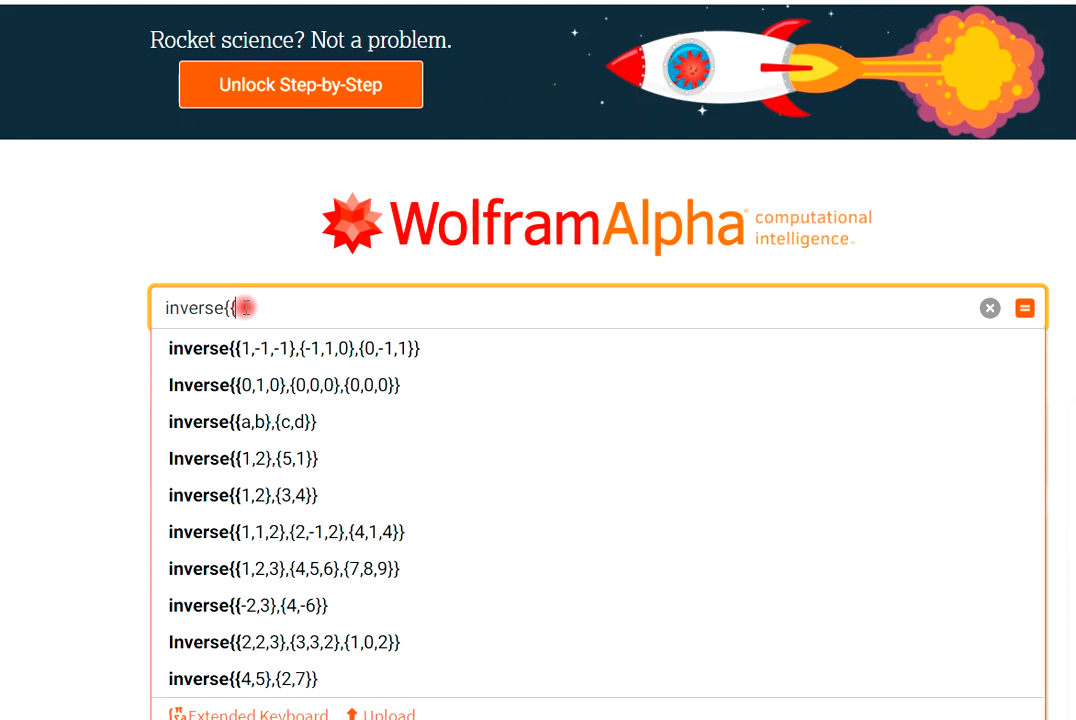 Rocket science? Not a problem.
Unlock Step-by-Step
WolframAlpha computational intelligence.
inverse{{
inverse{{1,-1,-1},{-1,1,0},{0,-1,1}}
Inverse{{0,1,0},{0,0,0},{0,0,0}}
inverse{{a,b},{c,d}}
Inverse{{1,2},{5,1}}
inverse{{1,2},{3,4}}
inverse{{1,1,2},{2,-1,2},{4,1,4}}
inverse{{1,2,3},{4,5,6},{7,8,9}}
inverse{{-2,3},{4,-6}}
Inverse{{2,2,3},{3,3,2},{1,0,2}}
inverse{{4,5},{2,7}}
Extended Keyboard Upload